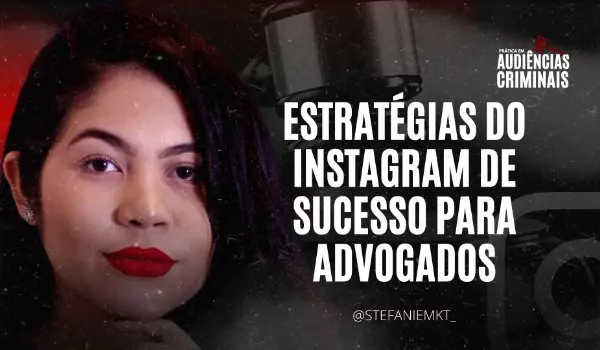 PRÁTICA EM
AUDIÊNCIAS
CRIMINAIS
ESTRATÉGIAS DO
INSTAGRAM DE
SUCESSO PARA
ADVOGADOS
@STEFANIEMKT_